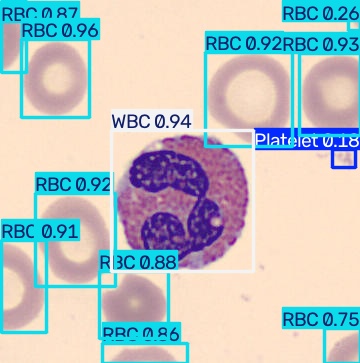 RBC 0.87
RBC 0.26
RBC 0.96
RBC 0.92
RBC 0.93
WBC 0.94
Platelet 0.18
RBC 0.92
RBC 0.91
RBC 0.88
RBC 0.75
RBC 0.86